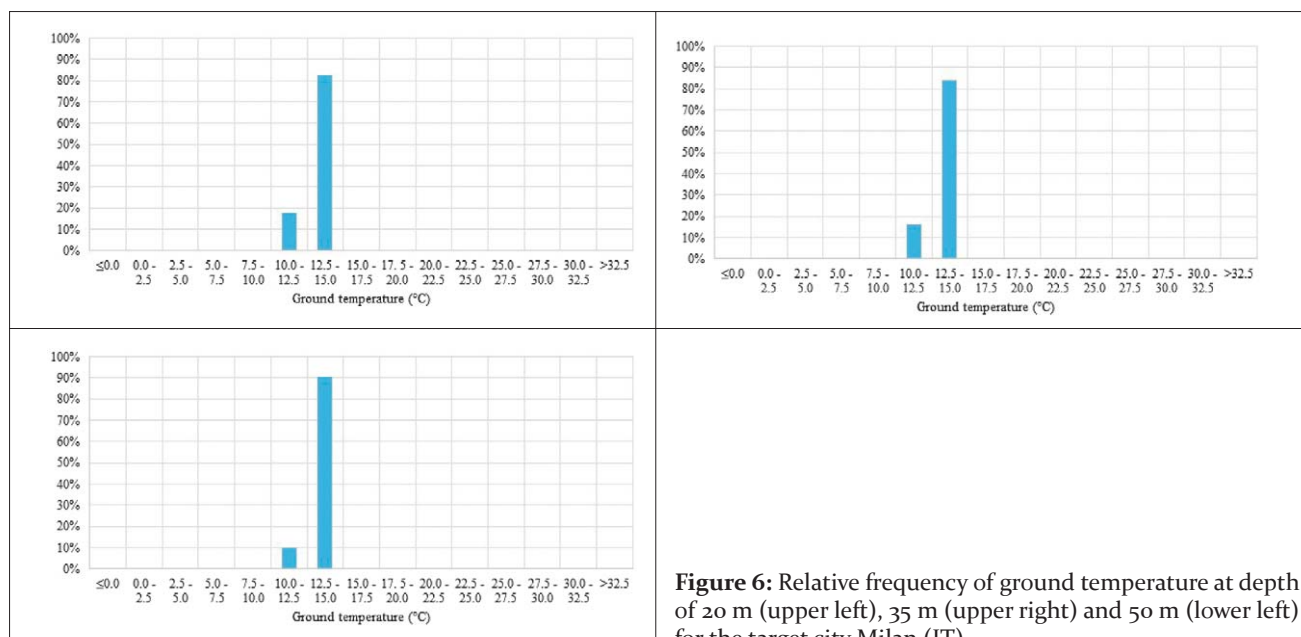 100%
90%
80%
70%
60%
50%
40%
30%
20%
10%
0%
≤0.0 0.0 - 2.5 - 5.0 - 7.5 - 10.0 - 12.5 - 15.0 - 17. 5 - 20.0 - 22.5 - 25.0 - 27.5 - 30.0 - >32.5
2.5 5.0 7.5 10.0 12.5 15.0 17.5 20.0 22.5 25.0 27.5 30.0 32.5
Ground temperature (°C)
100%
90%
80%
70%
60%
50%
40%
30%
20%
10%
0%
≤0.0 0.0 - 2.5 - 5.0 - 7.5 - 10.0 - 12.5 - 15.0 - 17. 5 - 20.0 - 22.5 - 25.0 - 27.5 - 30.0 - >32.5
2.5 5.0 7.5 10.0 12.5 15.0 17.5 20.0 22.5 25.0 27.5 30.0 32.5
Ground temperature (°C)
100%
90%
80%
70%
60%
50%
40%
30%
20%
10%
0%
≤0.0 0.0 - 2.5 - 5.0 - 7.5 - 10.0 - 12.5 - 15.0 - 17. 5 - 20.0 - 22.5 - 25.0 - 27.5 - 30.0 - >32.5
2.5 5.0 7.5 10.0 12.5 15.0 17.5 20.0 22.5 25.0 27.5 30.0 32.5
Ground temperature (°C)
Figure 6: Relative frequency of ground temperature at depth
of 20 m (upper left), 35 m (upper right) and 50 m (lower left)
for the target city Milan (IT)